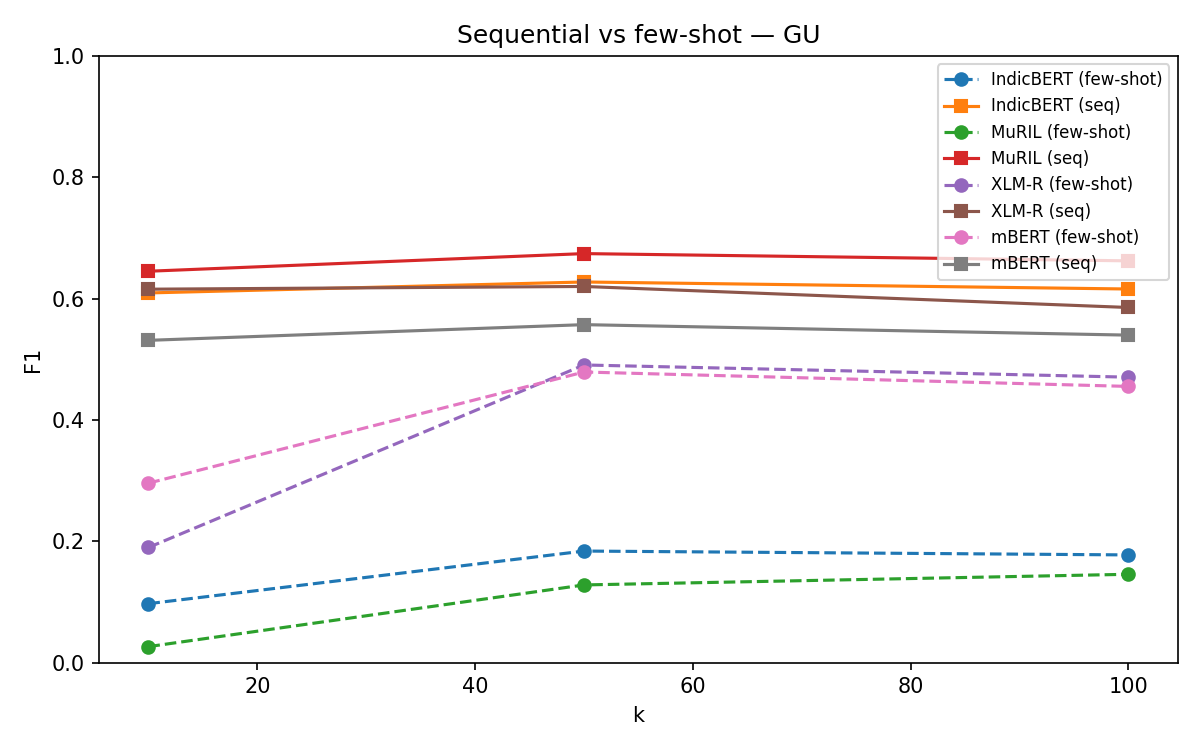 Sequential vs few-shot — GU
1.0
0.8
0.6
0.4
0.2
0.0
F1
20
40
60
80
100
k
IndicBERT (few-shot)
IndicBERT (seq)
MuRIL (few-shot)
MuRIL (seq)
XLM-R (few-shot)
XLM-R (seq)
mBERT (few-shot)
mBERT (seq)